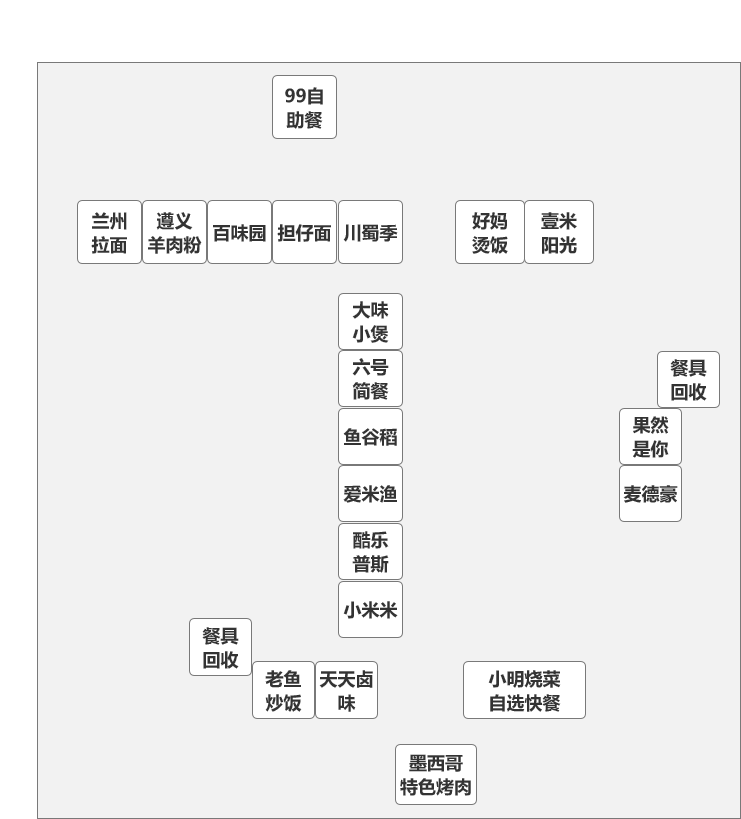 99自
助餐
兰州
拉面
遵义
羊肉粉
百味园
担仔面
川蜀季
好妈
烫饭
壹米
阳光
大味
小煲
六号
简餐
餐具
回收
鱼谷稻
果然
是你
爱米渔
麦德豪
酷乐
普斯
小米米
餐具
回收
老鱼
炒饭
天天卤
味
小明烧菜
自选快餐
墨西哥
特色烤肉